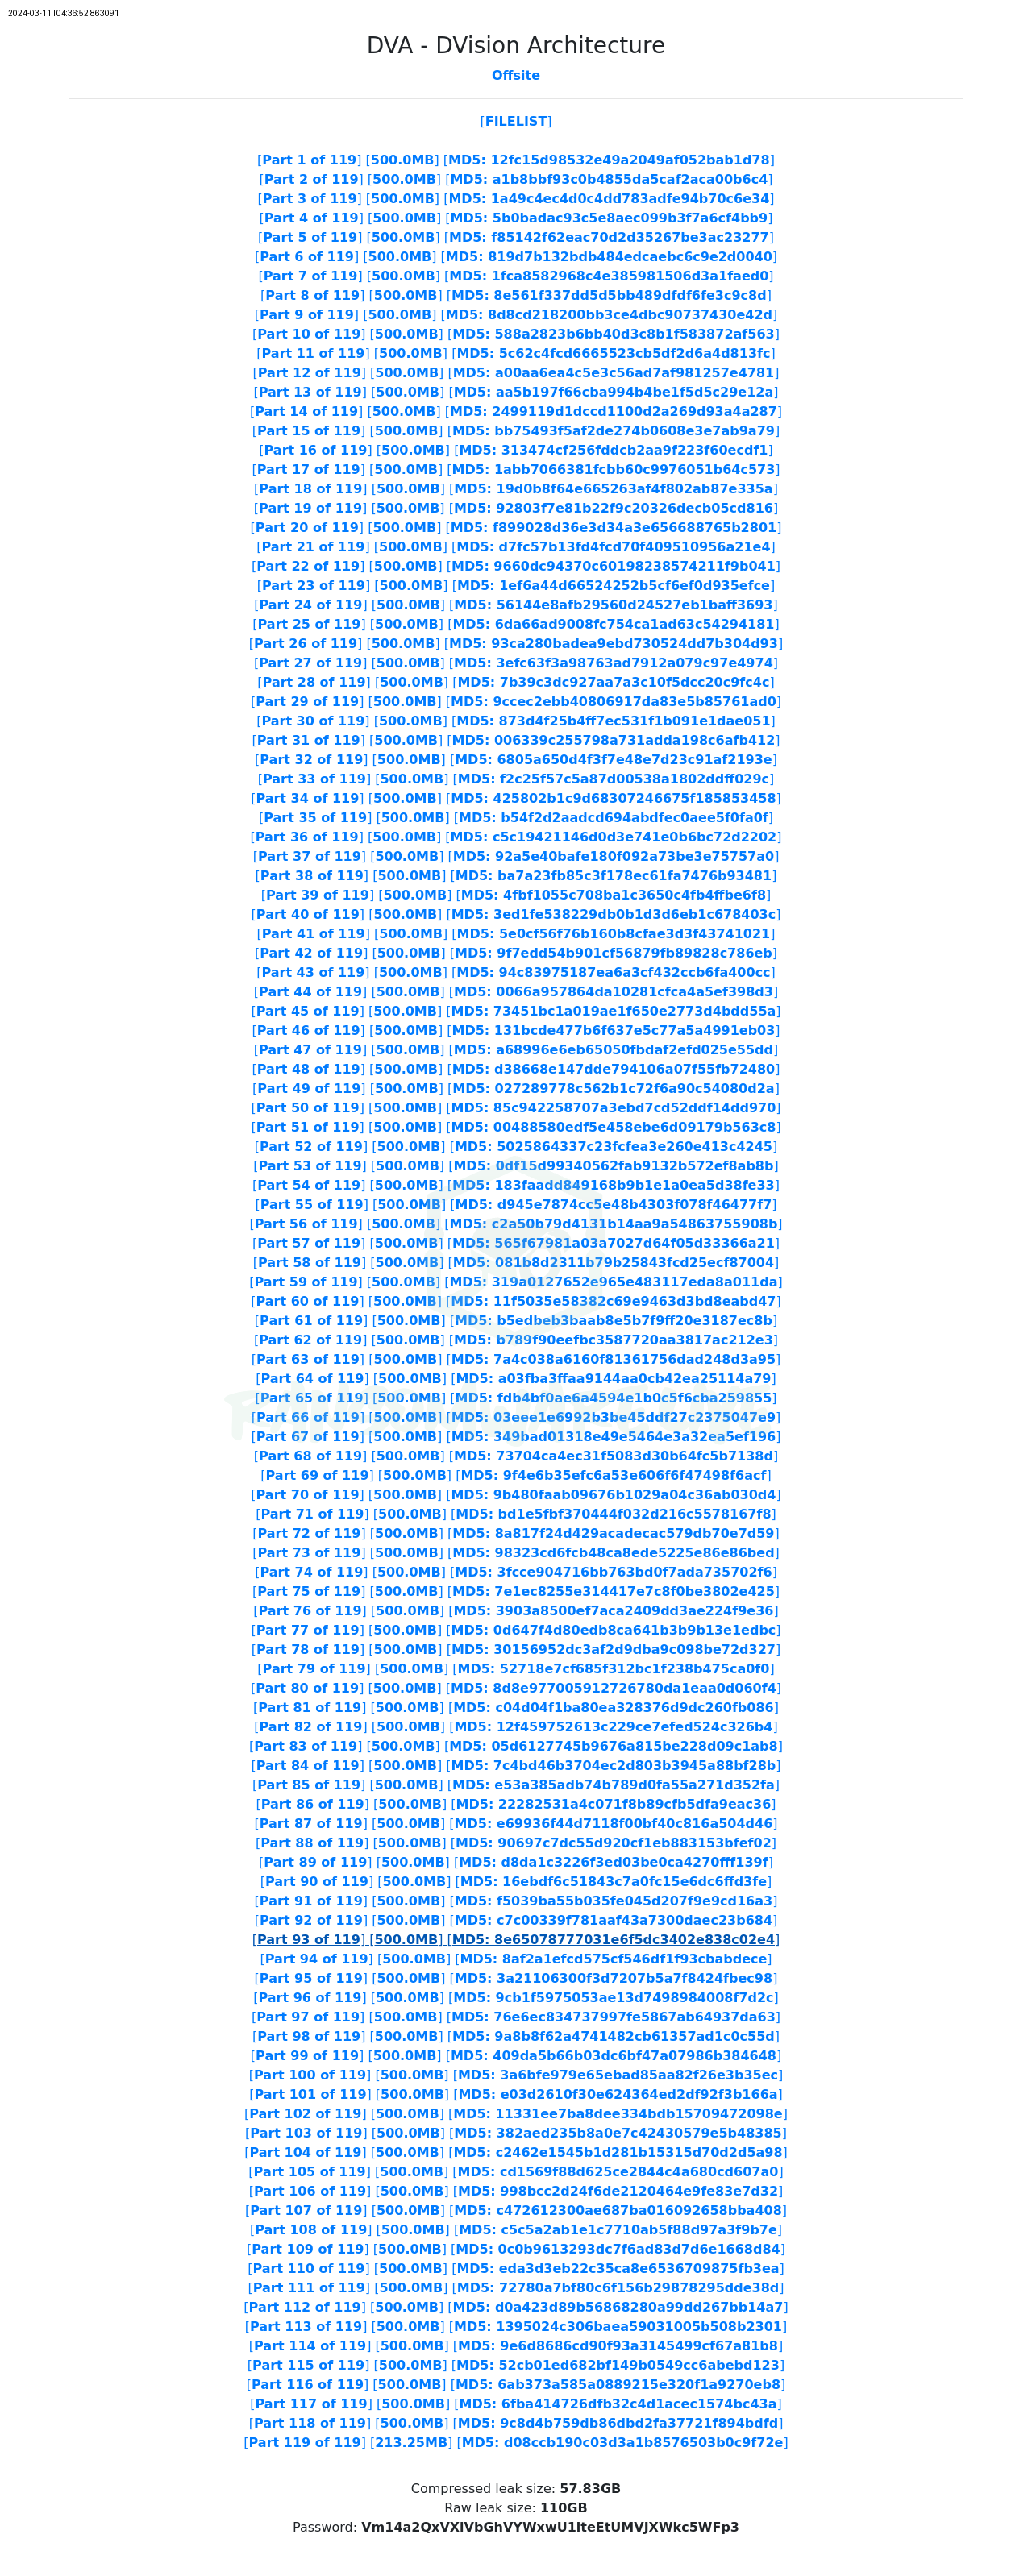 2024-03-11T04:36:52.863091
DVA - DVision Architecture
Offsite
[FILELIST]
[Part 1 of 119] [500.0MB] [MD5: 12fc15d98532e49a2049af052bab1d78]
[Part 2 of 119] [500.0MB] [MD5: a1b8bbf93c0b4855da5caf2aca00b6c4]
[Part 3 of 119] [500.0MB] [MD5: 1a49c4ec4d0c4dd783adfe94b70c6e34]
[Part 4 of 119] [500.0MB] [MD5: 5b0badac93c5e8aec099b3f7a6cf4bb9]
[Part 5 of 119] [500.0MB] [MD5: f85142f62eac70d2d35267be3ac23277]
[Part 6 of 119] [500.0MB] [MD5: 819d7b132bdb484edcaebc6c9e2d0040]
[Part 7 of 119] [500.0MB] [MD5: 1fca8582968c4e385981506d3a1faed0]
[Part 8 of 119] [500.0MB] [MD5: 8e561f337dd5d5bb489dfdf6fe3c9c8d]
[Part 9 of 119] [500.0MB] [MD5: 8d8cd218200bb3ce4dbc90737430e42d]
[Part 10 of 119] [500.0MB] [MD5: 588a2823b6bb40d3c8b1f583872af563]
[Part 11 of 119] [500.0MB] [MD5: 5c62c4fcd6665523cb5df2d6a4d813fc]
[Part 12 of 119] [500.0MB] [MD5: a00aa6ea4c5e3c56ad7af981257e4781]
[Part 13 of 119] [500.0MB] [MD5: aa5b197f66cba994b4be1f5d5c29e12a]
[Part 14 of 119] [500.0MB] [MD5: 2499119d1dccd1100d2a269d93a4a287]
[Part 15 of 119] [500.0MB] [MD5: bb75493f5af2de274b0608e3e7ab9a79]
[Part 16 of 119] [500.0MB] [MD5: 313474cf256fddcb2aa9f223f60ecdf1]
[Part 17 of 119] [500.0MB] [MD5: 1abb7066381fcbb60c9976051b64c573]
[Part 18 of 119] [500.0MB] [MD5: 19d0b8f64e665263af4f802ab87e335a]
[Part 19 of 119] [500.0MB] [MD5: 92803f7e81b22f9c20326decb05cd816]
[Part 20 of 119] [500.0MB] [MD5: f899028d36e3d34a3e656688765b2801]
[Part 21 of 119] [500.0MB] [MD5: d7fc57b13fd4fcd70f409510956a21e4]
[Part 22 of 119] [500.0MB] [MD5: 9660dc94370c60198238574211f9b041]
[Part 23 of 119] [500.0MB] [MD5: 1ef6a44d66524252b5cf6ef0d935efce]
[Part 24 of 119] [500.0MB] [MD5: 56144e8afb29560d24527eb1baff3693]
[Part 25 of 119] [500.0MB] [MD5: 6da66ad9008fc754ca1ad63c54294181]
[Part 26 of 119] [500.0MB] [MD5: 93ca280badea9ebd730524dd7b304d93]
[Part 27 of 119] [500.0MB] [MD5: 3efc63f3a98763ad7912a079c97e4974]
[Part 28 of 119] [500.0MB] [MD5: 7b39c3dc927aa7a3c10f5dcc20c9fc4c]
[Part 29 of 119] [500.0MB] [MD5: 9ccec2ebb40806917da83e5b85761ad0]
[Part 30 of 119] [500.0MB] [MD5: 873d4f25b4ff7ec531f1b091e1dae051]
[Part 31 of 119] [500.0MB] [MD5: 006339c255798a731adda198c6afb412]
[Part 32 of 119] [500.0MB] [MD5: 6805a650d4f3f7e48e7d23c91af2193e]
[Part 33 of 119] [500.0MB] [MD5: f2c25f57c5a87d00538a1802ddff029c]
[Part 34 of 119] [500.0MB] [MD5: 425802b1c9d68307246675f185853458]
[Part 35 of 119] [500.0MB] [MD5: b54f2d2aadcd694abdfec0aee5f0fa0f]
[Part 36 of 119] [500.0MB] [MD5: c5c19421146d0d3e741e0b6bc72d2202]
[Part 37 of 119] [500.0MB] [MD5: 92a5e40bafe180f092a73be3e75757a0]
[Part 38 of 119] [500.0MB] [MD5: ba7a23fb85c3f178ec61fa7476b93481]
[Part 39 of 119] [500.0MB] [MD5: 4fbf1055c708ba1c3650c4fb4ffbe6f8]
[Part 40 of 119] [500.0MB] [MD5: 3ed1fe538229db0b1d3d6eb1c678403c]
[Part 41 of 119] [500.0MB] [MD5: 5e0cf56f76b160b8cfae3d3f43741021]
[Part 42 of 119] [500.0MB] [MD5: 9f7edd54b901cf56879fb89828c786eb]
[Part 43 of 119] [500.0MB] [MD5: 94c83975187ea6a3cf432ccb6fa400cc]
[Part 44 of 119] [500.0MB] [MD5: 0066a957864da10281cfca4a5ef398d3]
[Part 45 of 119] [500.0MB] [MD5: 73451bc1a019ae1f650e2773d4bdd55a]
[Part 46 of 119] [500.0MB] [MD5: 131bcde477b6f637e5c77a5a4991eb03]
[Part 47 of 119] [500.0MB] [MD5: a68996e6eb65050fbdaf2efd025e55dd]
[Part 48 of 119] [500.0MB] [MD5: d38668e147dde794106a07f55fb72480]
[Part 49 of 119] [500.0MB] [MD5: 027289778c562b1c72f6a90c54080d2a]
[Part 50 of 119] [500.0MB] [MD5: 85c942258707a3ebd7cd52ddf14dd970]
[Part 51 of 119] [500.0MB] [MD5: 00488580edf5e458ebe6d09179b563c8]
[Part 52 of 119] [500.0MB] [MD5: 5025864337c23fcfea3e260e413c4245]
[Part 53 of 119] [500.0MB] [MD5: 0df15d99340562fab9132b572ef8ab8b]
[Part 54 of 119] [500.0MB] [MD5: 183faadd849168b9b1e1a0ea5d38fe33]
[Part 55 of 119] [500.0MB] [MD5: d945e7874cc5e48b4303f078f46477f7]
[Part 56 of 119] [500.0MB] [MD5: c2a50b79d4131b14aa9a54863755908b]
[Part 57 of 119] [500.0MB] [MD5: 565f67981a03a7027d64f05d33366a21]
[Part 58 of 119] [500.0MB] [MD5: 081b8d2311b79b25843fcd25ecf87004]
[Part 59 of 119] [500.0MB] [MD5: 319a0127652e965e483117eda8a011da]
[Part 60 of 119] [500.0MB] [MD5: 11f5035e58382c69e9463d3bd8eabd47]
[Part 61 of 119] [500.0MB] [MD5: b5edbeb3baab8e5b7f9ff20e3187ec8b]
[Part 62 of 119] [500.0MB] [MD5: b789f90eefbc3587720aa3817ac212e3]
[Part 63 of 119] [500.0MB] [MD5: 7a4c038a6160f81361756dad248d3a95]
[Part 64 of 119] [500.0MB] [MD5: a03fba3ffaa9144aa0cb42ea25114a79]
[Part 65 of 119] [500.0MB] [MD5: fdb4bf0ae6a4594e1b0c5f6cba259855]
[Part 66 of 119] [500.0MB] [MD5: 03eee1e6992b3be45ddf27c2375047e9]
[Part 67 of 119] [500.0MB] [MD5: 349bad01318e49e5464e3a32ea5ef196]
[Part 68 of 119] [500.0MB] [MD5: 73704ca4ec31f5083d30b64fc5b7138d]
[Part 69 of 119] [500.0MB] [MD5: 9f4e6b35efc6a53e606f6f47498f6acf]
[Part 70 of 119] [500.0MB] [MD5: 9b480faab09676b1029a04c36ab030d4]
[Part 71 of 119] [500.0MB] [MD5: bd1e5fbf370444f032d216c5578167f8]
[Part 72 of 119] [500.0MB] [MD5: 8a817f24d429acadecac579db70e7d59]
[Part 73 of 119] [500.0MB] [MD5: 98323cd6fcb48ca8ede5225e86e86bed]
[Part 74 of 119] [500.0MB] [MD5: 3fcce904716bb763bd0f7ada735702f6]
[Part 75 of 119] [500.0MB] [MD5: 7e1ec8255e314417e7c8f0be3802e425]
[Part 76 of 119] [500.0MB] [MD5: 3903a8500ef7aca2409dd3ae224f9e36]
[Part 77 of 119] [500.0MB] [MD5: 0d647f4d80edb8ca641b3b9b13e1edbc]
[Part 78 of 119] [500.0MB] [MD5: 30156952dc3af2d9dba9c098be72d327]
[Part 79 of 119] [500.0MB] [MD5: 52718e7cf685f312bc1f238b475ca0f0]
[Part 80 of 119] [500.0MB] [MD5: 8d8e977005912726780da1eaa0d060f4]
[Part 81 of 119] [500.0MB] [MD5: c04d04f1ba80ea328376d9dc260fb086]
[Part 82 of 119] [500.0MB] [MD5: 12f459752613c229ce7efed524c326b4]
[Part 83 of 119] [500.0MB] [MD5: 05d6127745b9676a815be228d09c1ab8]
[Part 84 of 119] [500.0MB] [MD5: 7c4bd46b3704ec2d803b3945a88bf28b]
[Part 85 of 119] [500.0MB] [MD5: e53a385adb74b789d0fa55a271d352fa]
[Part 86 of 119] [500.0MB] [MD5: 22282531a4c071f8b89cfb5dfa9eac36]
[Part 87 of 119] [500.0MB] [MD5: e69936f44d7118f00bf40c816a504d46]
[Part 88 of 119] [500.0MB] [MD5: 90697c7dc55d920cf1eb883153bfef02]
[Part 89 of 119] [500.0MB] [MD5: d8da1c3226f3ed03be0ca4270fff139f]
[Part 90 of 119] [500.0MB] [MD5: 16ebdf6c51843c7a0fc15e6dc6ffd3fe]
[Part 91 of 119] [500.0MB] [MD5: f5039ba55b035fe045d207f9e9cd16a3]
[Part 92 of 119] [500.0MB] [MD5: c7c00339f781aaf43a7300daec23b684]
[Part 93 of 119] [500.0MB] [MD5: 8e65078777031e6f5dc3402e838c02e4]
[Part 94 of 119] [500.0MB] [MD5: 8af2a1efcd575cf546df1f93cbabdece]
[Part 95 of 119] [500.0MB] [MD5: 3a21106300f3d7207b5a7f8424fbec98]
[Part 96 of 119] [500.0MB] [MD5: 9cb1f5975053ae13d7498984008f7d2c]
[Part 97 of 119] [500.0MB] [MD5: 76e6ec834737997fe5867ab64937da63]
[Part 98 of 119] [500.0MB] [MD5: 9a8b8f62a4741482cb61357ad1c0c55d]
[Part 99 of 119] [500.0MB] [MD5: 409da5b66b03dc6bf47a07986b384648]
[Part 100 of 119] [500.0MB] [MD5: 3a6bfe979e65ebad85aa82f26e3b35ec]
[Part 101 of 119] [500.0MB] [MD5: e03d2610f30e624364ed2df92f3b166a]
[Part 102 of 119] [500.0MB] [MD5: 11331ee7ba8dee334bdb15709472098e]
[Part 103 of 119] [500.0MB] [MD5: 382aed235b8a0e7c42430579e5b48385]
[Part 104 of 119] [500.0MB] [MD5: c2462e1545b1d281b15315d70d2d5a98]
[Part 105 of 119] [500.0MB] [MD5: cd1569f88d625ce2844c4a680cd607a0]
[Part 106 of 119] [500.0MB] [MD5: 998bcc2d24f6de2120464e9fe83e7d32]
[Part 107 of 119] [500.0MB] [MD5: c472612300ae687ba016092658bba408]
[Part 108 of 119] [500.0MB] [MD5: c5c5a2ab1e1c7710ab5f88d97a3f9b7e]
[Part 109 of 119] [500.0MB] [MD5: 0c0b9613293dc7f6ad83d7d6e1668d84]
[Part 110 of 119] [500.0MB] [MD5: eda3d3eb22c35ca8e6536709875fb3ea]
[Part 111 of 119] [500.0MB] [MD5: 72780a7bf80c6f156b29878295dde38d]
[Part 112 of 119] [500.0MB] [MD5: d0a423d89b56868280a99dd267bb14a7]
[Part 113 of 119] [500.0MB] [MD5: 1395024c306baea59031005b508b2301]
[Part 114 of 119] [500.0MB] [MD5: 9e6d8686cd90f93a3145499cf67a81b8]
[Part 115 of 119] [500.0MB] [MD5: 52cb01ed682bf149b0549cc6abebd123]
[Part 116 of 119] [500.0MB] [MD5: 6ab373a585a0889215e320f1a9270eb8]
[Part 117 of 119] [500.0MB] [MD5: 6fba414726dfb32c4d1acec1574bc43a]
[Part 118 of 119] [500.0MB] [MD5: 9c8d4b759db86dbd2fa37721f894bdfd]
[Part 119 of 119] [213.25MB] [MD5: d08ccb190c03d3a1b8576503b0c9f72e]
Compressed leak size: 57.83GB
Raw leak size: 110GB
Password: Vm14a2QxVXlVbGhVYWxwU1lteEtUMVJXWkc5WFp3